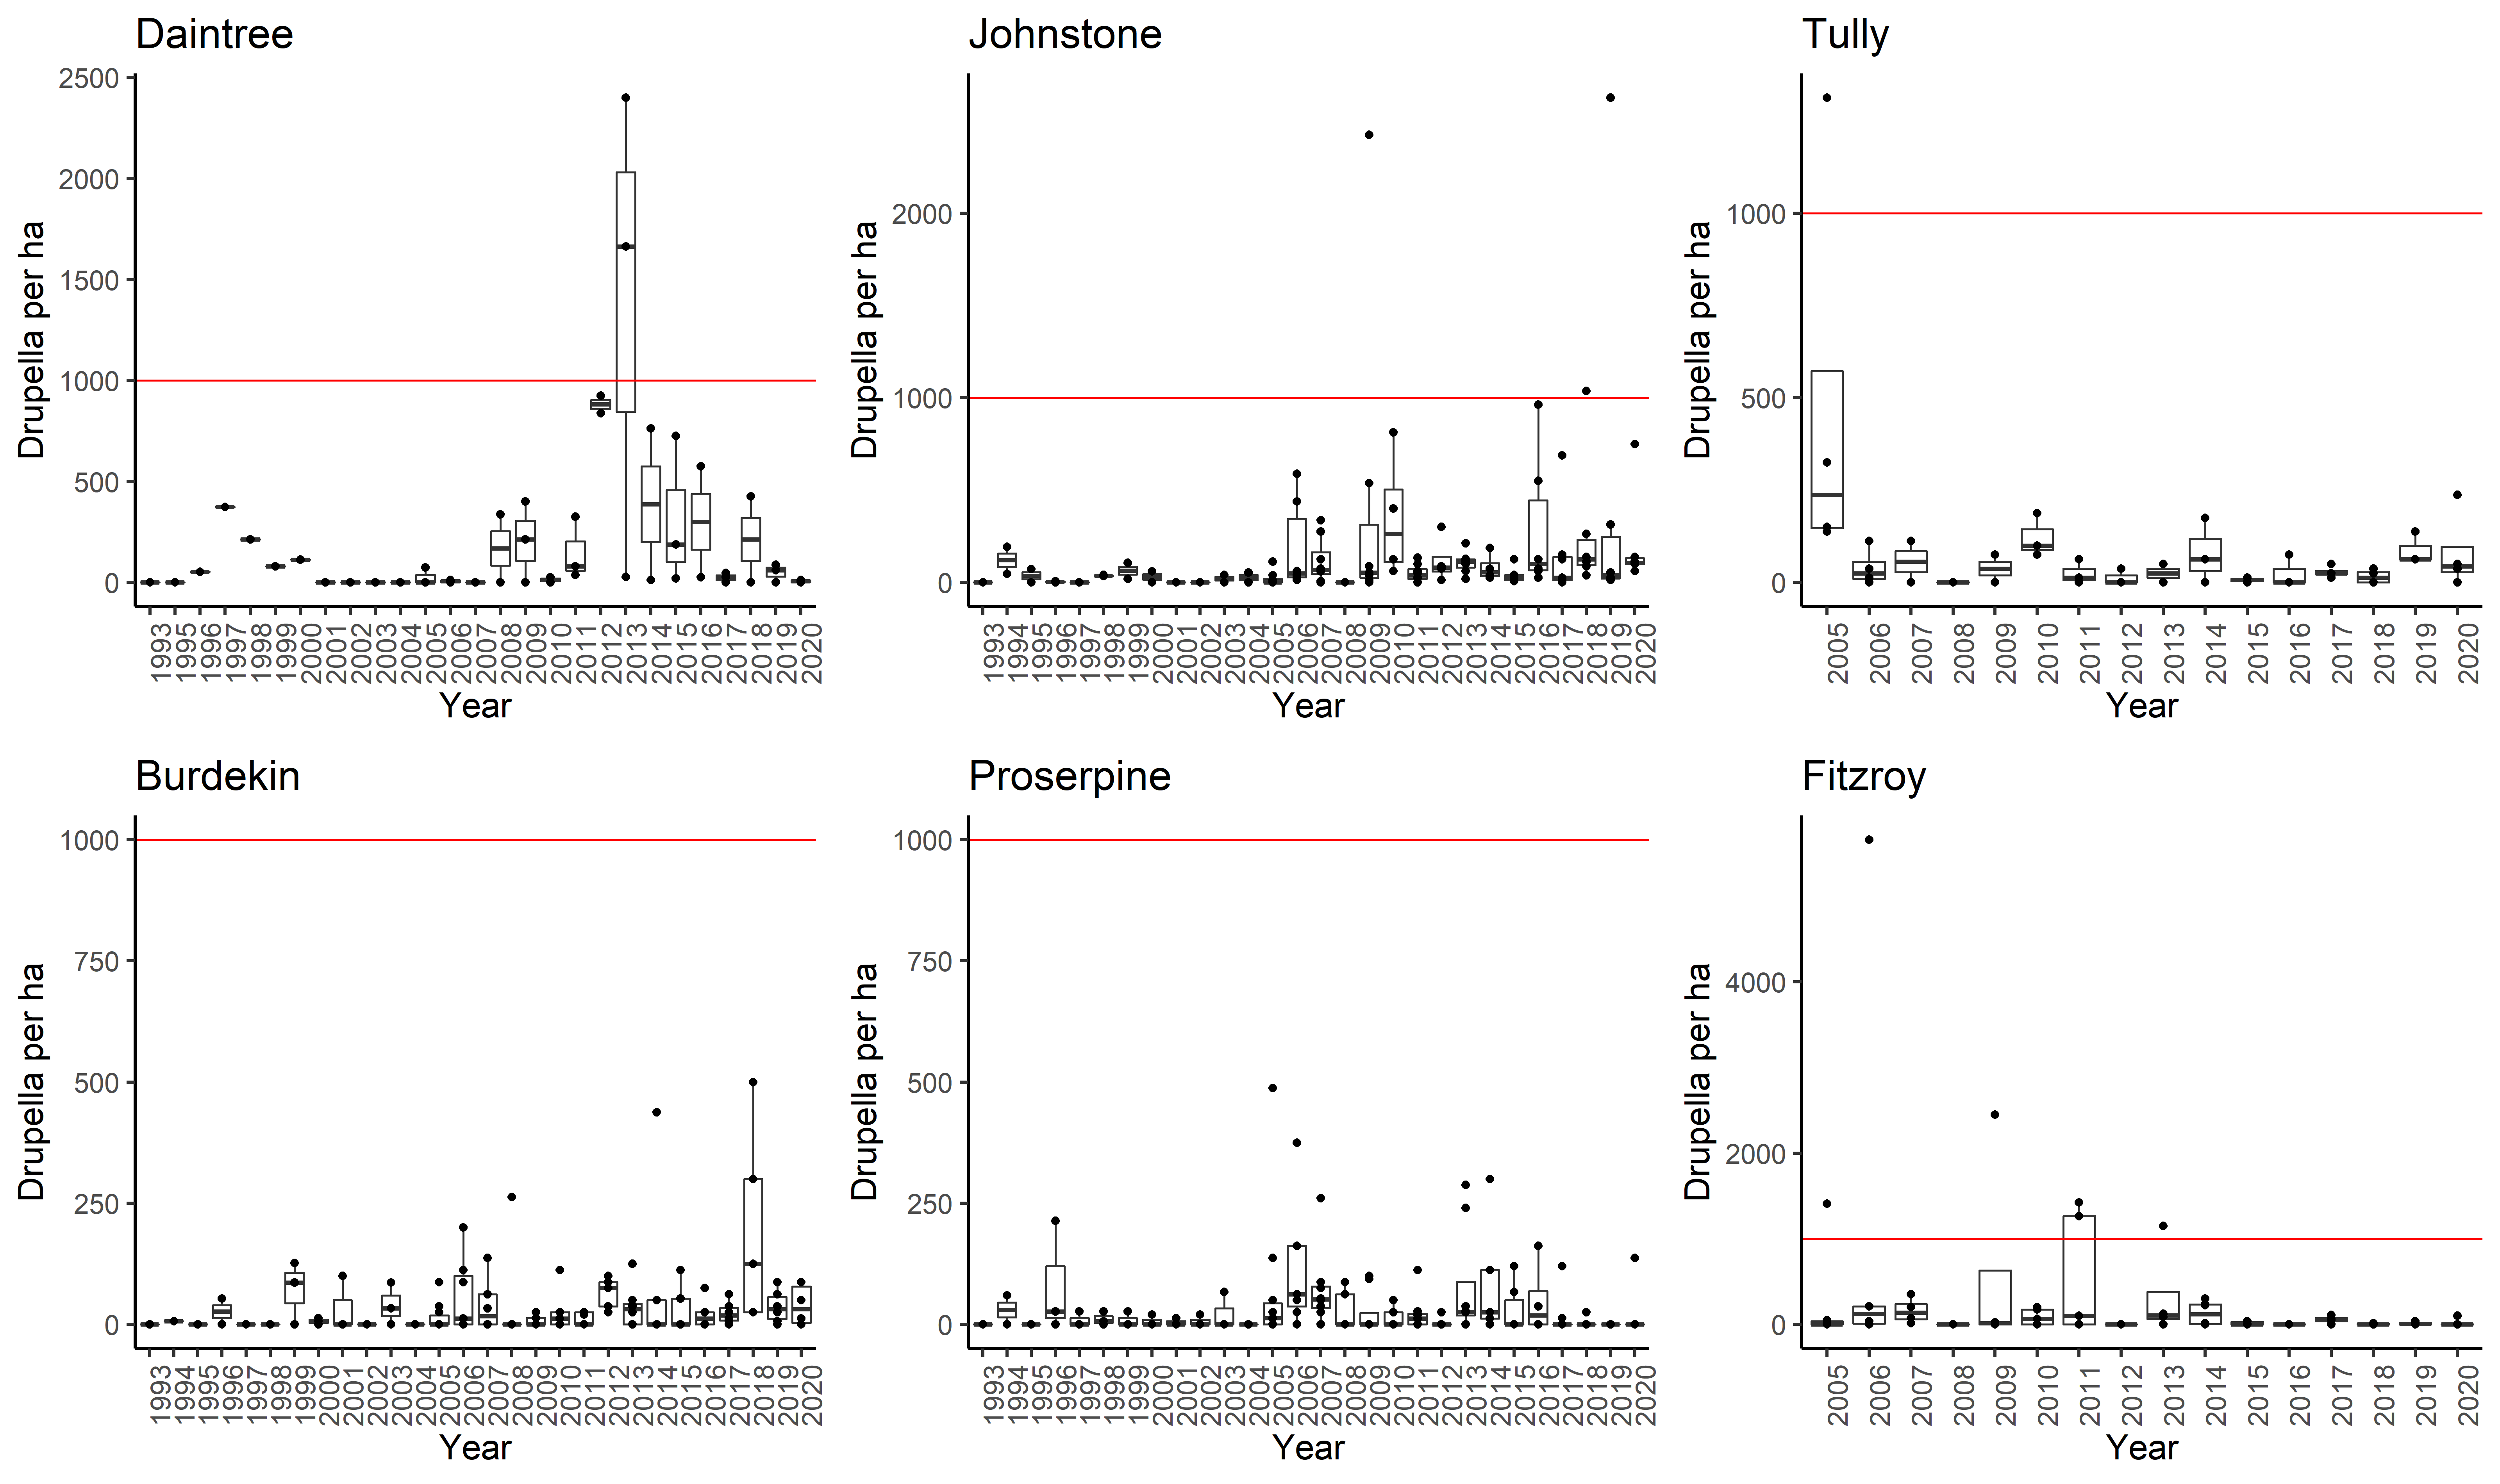 Daintree
Drupella per ha
2500
2000
1500
1000
500
0
1993 1995 1996 1997 1998 1999 2000 2001 2002 2003 2004 2005 2006 2007 2008 2009 2010 2011 2012 2013 2014 2015 2016 2017 2018 2019 2020
Year
Johnstone
Drupella per ha
2000
1000
0
1993 1994 1995 1996 1997 1998 1999 2000 2001 2002 2003 2004 2005 2006 2007 2008 2009 2010 2011 2012 2013 2014 2015 2016 2017 2018 2019 2020
Year
Tully
Drupella per ha
1000
500
0
2005 2006 2007 2008 2009 2010 2011 2012 2013 2014 2015 2016 2017 2018 2019 2020
Year
Burdekin
Drupella per ha
1000
750
500
250
0
1993 1994 1995 1996 1997 1998 1999 2000 2001 2002 2003 2004 2005 2006 2007 2008 2009 2010 2011 2012 2013 2014 2015 2016 2017 2018 2019 2020
Year
Proserpine
Drupella per ha
1000
750
500
250
0
1993 1994 1995 1996 1997 1998 1999 2000 2001 2002 2003 2004 2005 2006 2007 2008 2009 2010 2011 2012 2013 2014 2015 2016 2017 2018 2019 2020
Year
Fitzroy
Drupella per ha
4000
2000
0
2005 2006 2007 2008 2009 2010 2011 2012 2013 2014 2015 2016 2017 2018 2019 2020
Year